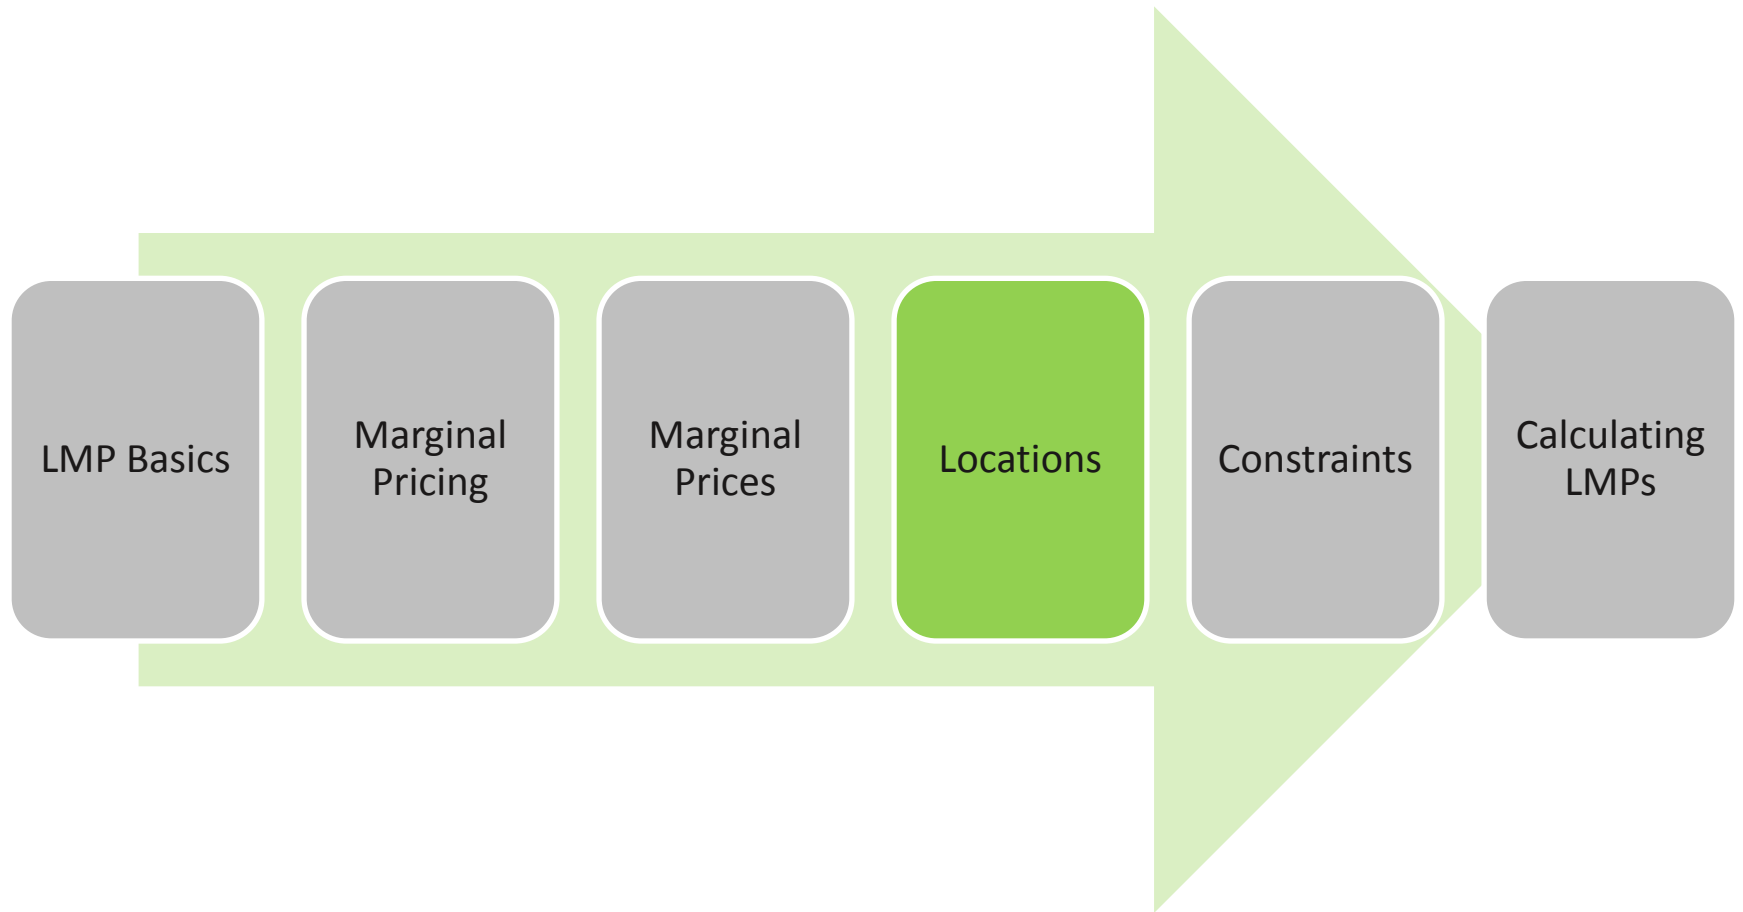 LMP Basics
Marginal
Pricing
Marginal
Prices
Locations
Constraints
Calculating
LMPs